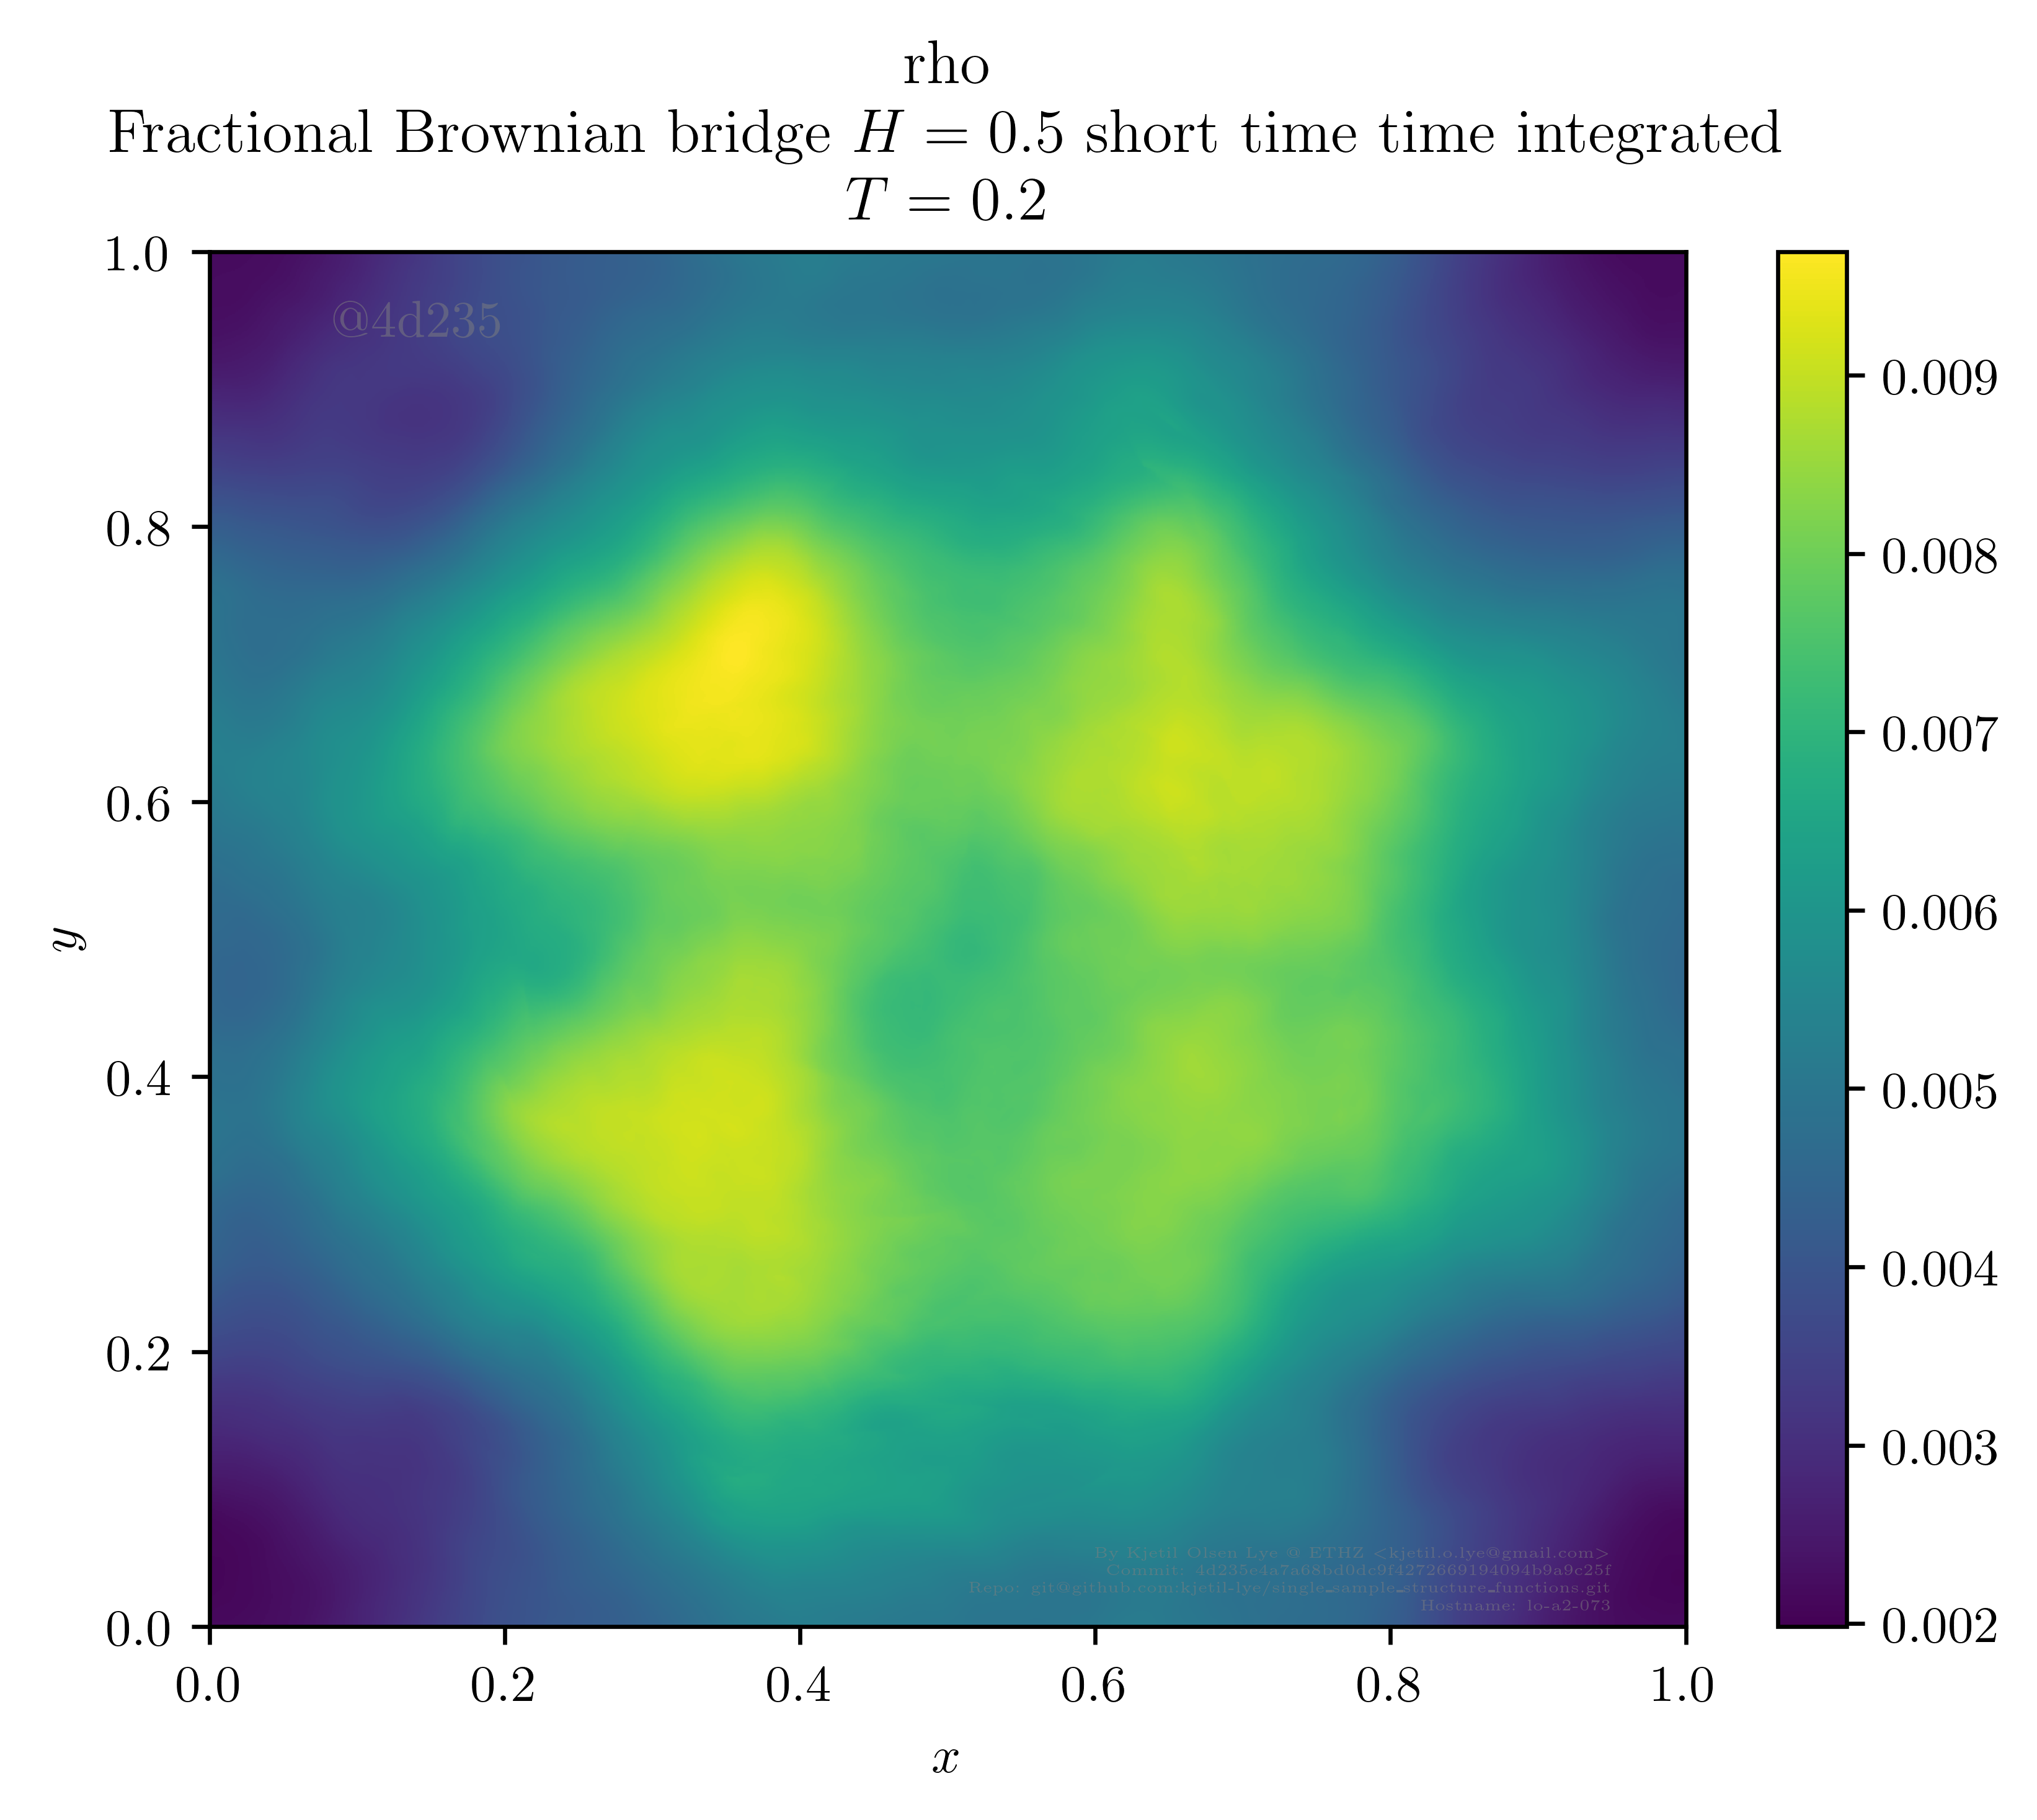 rho
Fractional Brownian bridge H = 0.5 short time time integrated
T = 0.2
1.0
0.8
0.6
0.4
0.2
0.0
y
@4d235
By Kjetil Olsen Lye @ ETHZ <kjetil.o.lye@gmail.com>
Commit: 4d235e4a7a68bd0dc9f4272669194094b9a9c25f
Repo: git@github.com:kjetil-lye/single_sample_structure_functions.git
Hostname: lo-a2-073
0.0 0.2 0.4 0.6 0.8 1.0
x
0.009
0.008
0.007
0.006
0.005
0.004
0.003
0.002